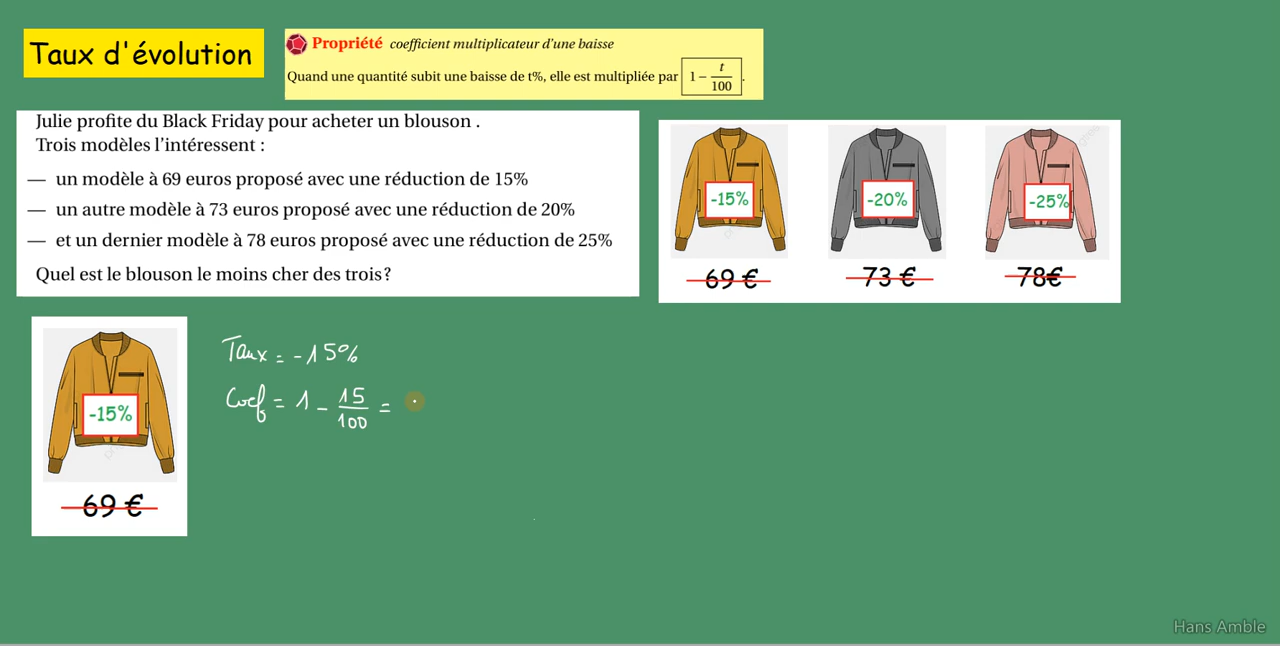 Taux d'évolution
Propriété coefficient multiplicateur d'une baisse
Quand une quantité subit une baisse de t%, elle est multipliée par 1 − t/100 .
Julie profite du Black Friday pour acheter un blouson .
Trois modèles l'intéressent :
— un modèle à 69 euros proposé avec une réduction de 15%
— un autre modèle à 73 euros proposé avec une réduction de 20%
— et un dernier modèle à 78 euros proposé avec une réduction de 25%
Quel est le blouson le moins cher des trois ?
-15%
-20%
-25%
69 €
73 €
78€
-15%
69 €
Taux = -15%
Coef = 1 - 15/100 =
Hans Amble